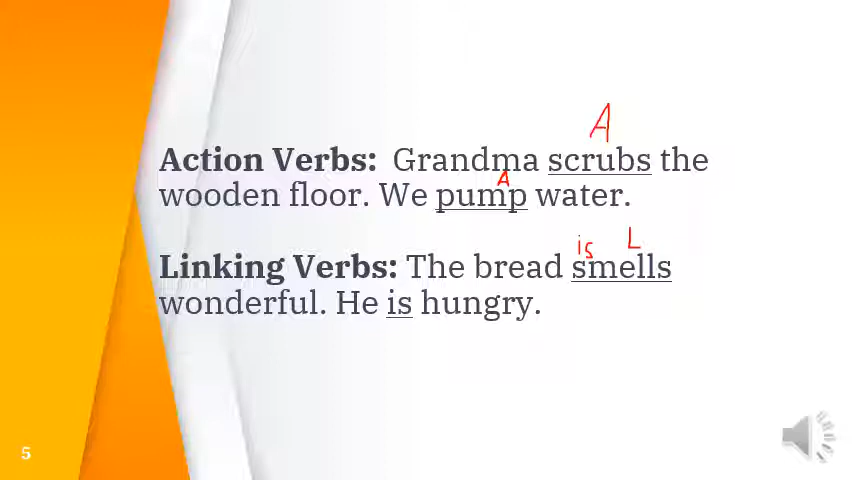 A
Action Verbs: Grandma scrubs the
A
wooden floor. We pump water.
is L
Linking Verbs: The bread smells
wonderful. He is hungry.
5